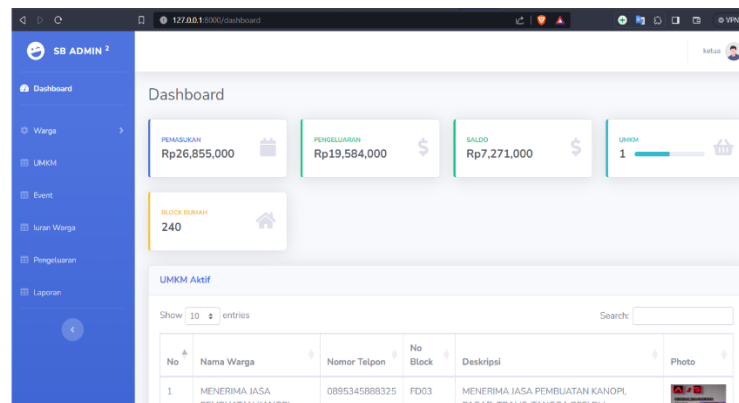 127.0.0.1:8000/dashboard
VPN
SB ADMIN 2
ketua
Dashboard
Dashboard
Warga
UMKM
Event
Iuran Warga
Pengeluaran
Laporan
PEMASUKAN
Rp26,855,000
PENGELUARAN
Rp19,584,000
SALDO
Rp7,271,000
UMKM
1
BLOCK RUMAH
240
UMKM Aktif
Show 10 entries
Search:
No
Nama Warga
Nomor Telpon
No
Block
Deskripsi
Photo
1
MENERIMA JASA
0895345888325
FD03
MENERIMA JASA PEMBUATAN KANOPI,